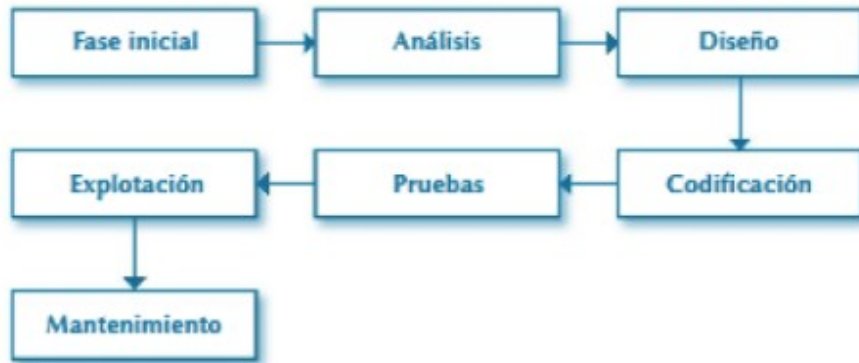 Fase inicial
Análisis
Diseño
Codificación
Pruebas
Explotación
Mantenimiento